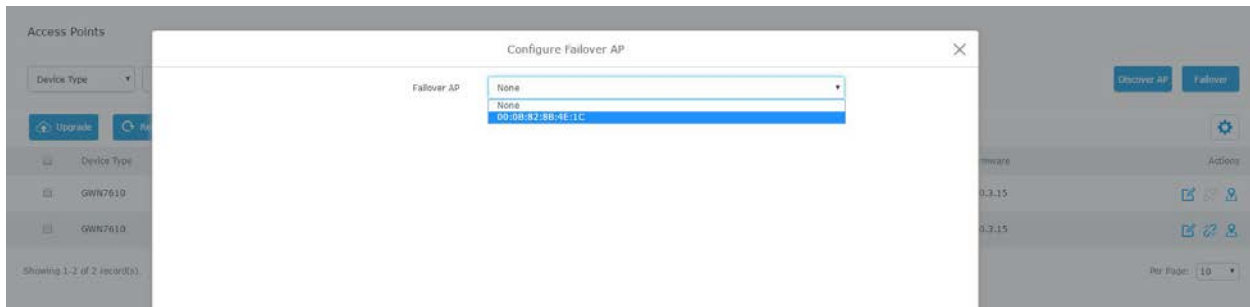 Access Points
Configure Failover AP
Device Type
Failover AP
None
Discover AP
Failover
None
00:0B:82:8B:4E:1C
Upgrade
Device Type
Actions
GWN7610
0.3.15
GWN7610
0.3.15
Showing 1-2 of 2 record(s).
Per Page:
10